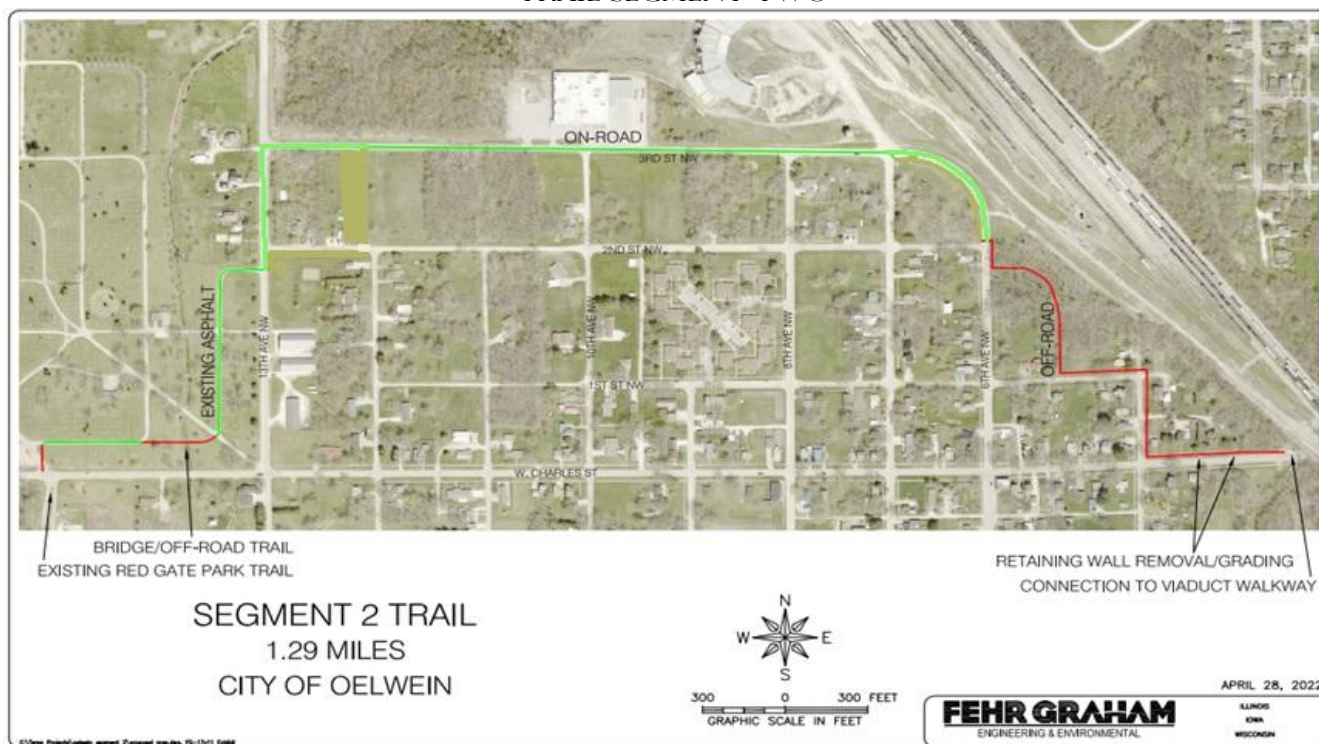 ON-ROAD
3RD ST NW
2ND ST NW
EXISTING ASPHALT
13TH AVE NW
10TH AVE NW
8TH AVE NW
6TH AVE NW
OFF-ROAD
1ST ST NW
W. CHARLES ST
BRIDGE/OFF-ROAD TRAIL
EXISTING RED GATE PARK TRAIL
RETAINING WALL REMOVAL/GRADING
CONNECTION TO VIADUCT WALKWAY
SEGMENT 2 TRAIL
1.29 MILES
CITY OF OELWEIN
N
W E
S
300 0 300 FEET
GRAPHIC SCALE IN FEET
APRIL 28, 2022
FEHR GRAHAM
ENGINEERING & ENVIRONMENTAL
ILLINOIS
IOWA
WISCONSIN